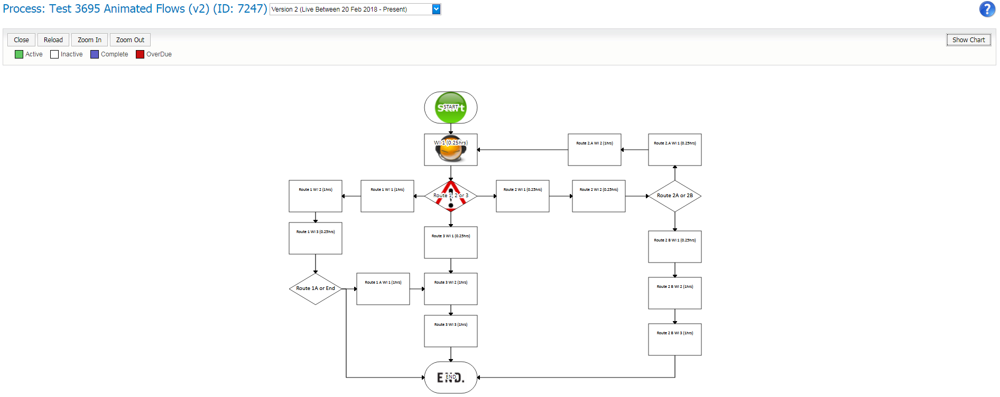 Process: Test 3695 Animated Flows (v2) (ID: 7247) Version 2 (Live Between 20 Feb 2018 - Present)
?
Close Reload Zoom In Zoom Out Show Chart
Active Inactive Complete OverDue
Start
START
WI 1 (0.25hrs)
Route 2.A WI 2 (1hrs)
Route 2.A WI 1 (0.25hrs)
Route 1 W! 2 (1hrs)
Route 1 W! 1 (1hrs)
Route 1, 2 or 3
Route 2 WI 1 (0.25hrs)
Route 2 WI 2 (0.25hrs)
Route 2A or 2B
Route 1 WI 3 (0.25hrs)
Route 3 WI 1 (0.25hrs)
Route 2 B WI 1 (0.25hrs)
Route 1A or End
Route 1 A WI 1 (1hrs)
Route 3 WI 2 (1hrs)
Route 2 B WI 2 (1hrs)
Route 3 WI 3 (1hrs)
Route 2 B WI 3 (1hrs)
END.
END